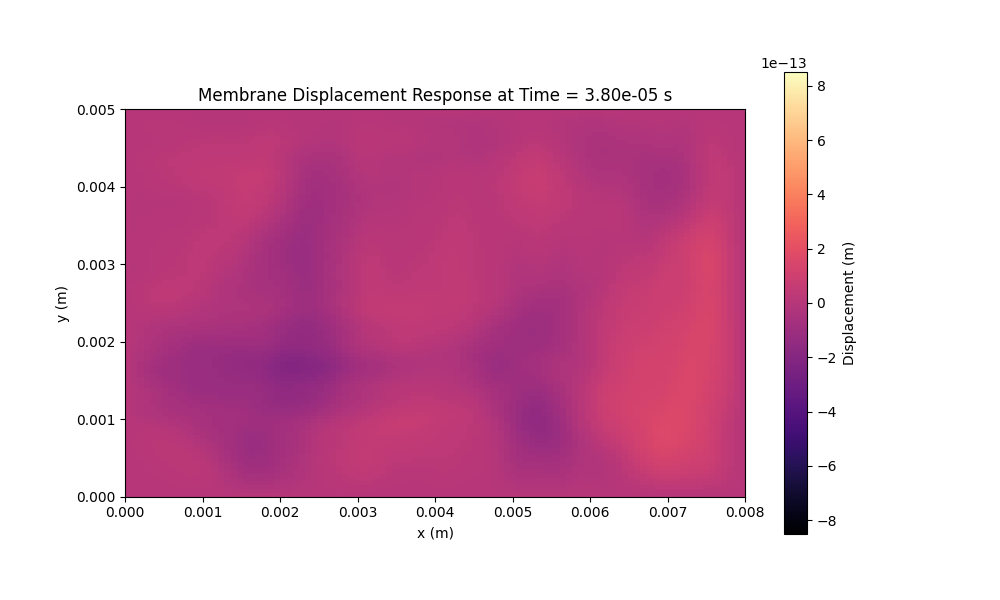 1e−13
Membrane Displacement Response at Time = 3.80e-05 s
0.005
0.004
0.003
0.002
0.001
0.000
y (m)
0.000 0.001 0.002 0.003 0.004 0.005 0.006 0.007 0.008
x (m)
8
6
4
2
0
−2
−4
−6
−8
Displacement (m)